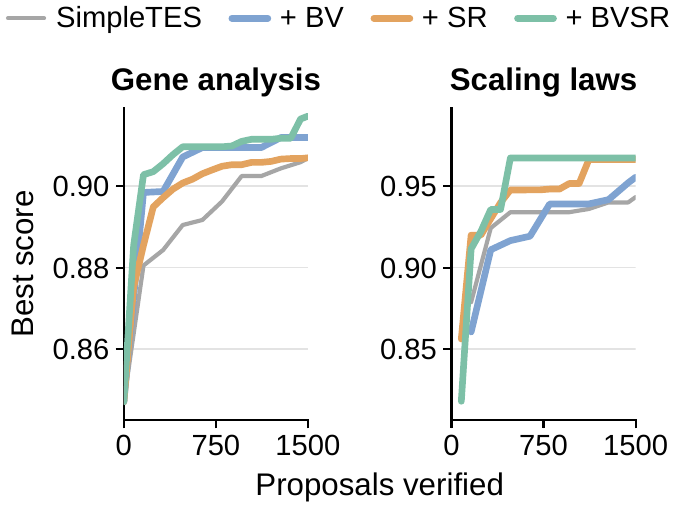 SimpleTES + BV + SR + BVSR
Gene analysis Scaling laws
Best score
0.90
0.88
0.86
0 750 1500
0.95
0.90
0.85
0 750 1500
Proposals verified